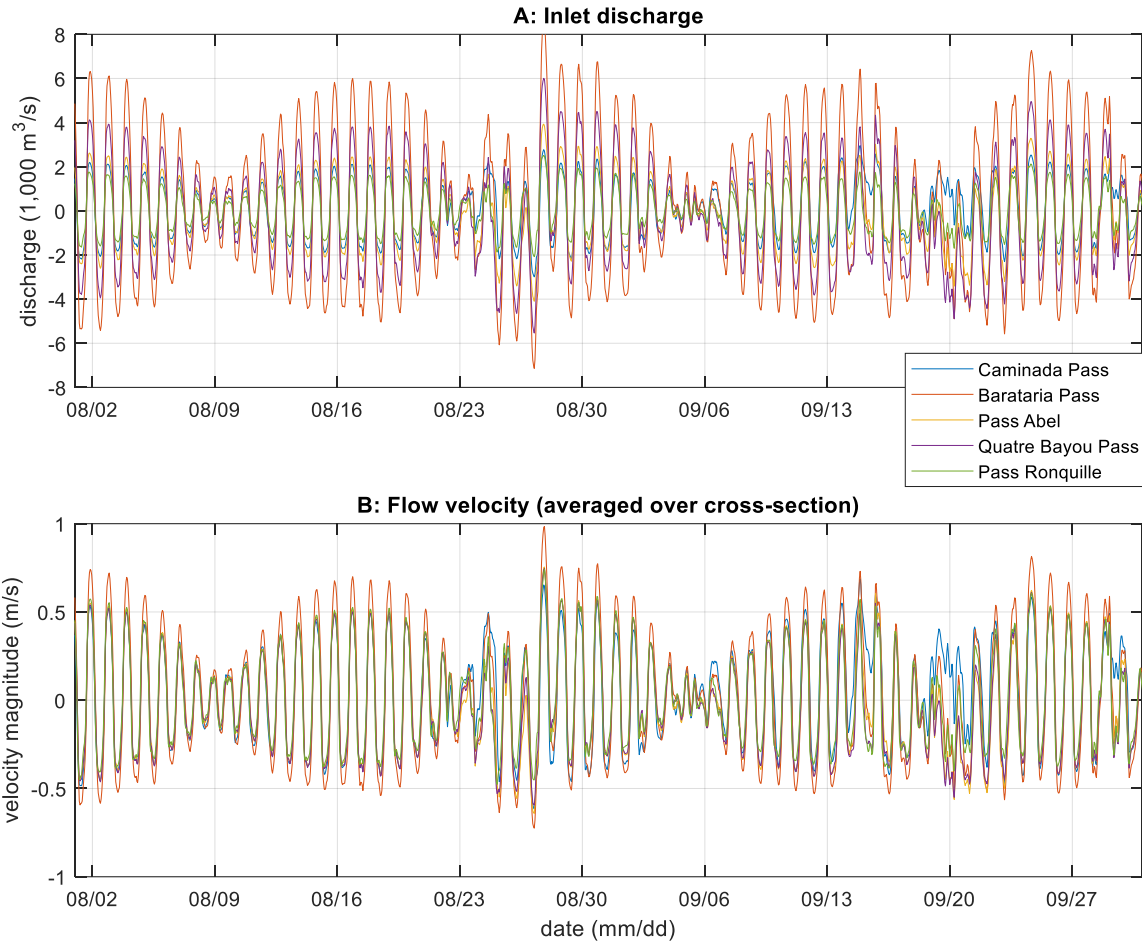 A: Inlet discharge
8
6
4
2
0
-2
-4
-6
-8
discharge (1,000 m³/s)
08/02 08/09 08/16 08/23 08/30 09/06 09/13
Caminada Pass
Barataria Pass
Pass Abel
Quatre Bayou Pass
Pass Ronquille
B: Flow velocity (averaged over cross-section)
1
0.5
0
-0.5
-1
velocity magnitude (m/s)
08/02 08/09 08/16 08/23 08/30 09/06 09/13 09/20 09/27
date (mm/dd)